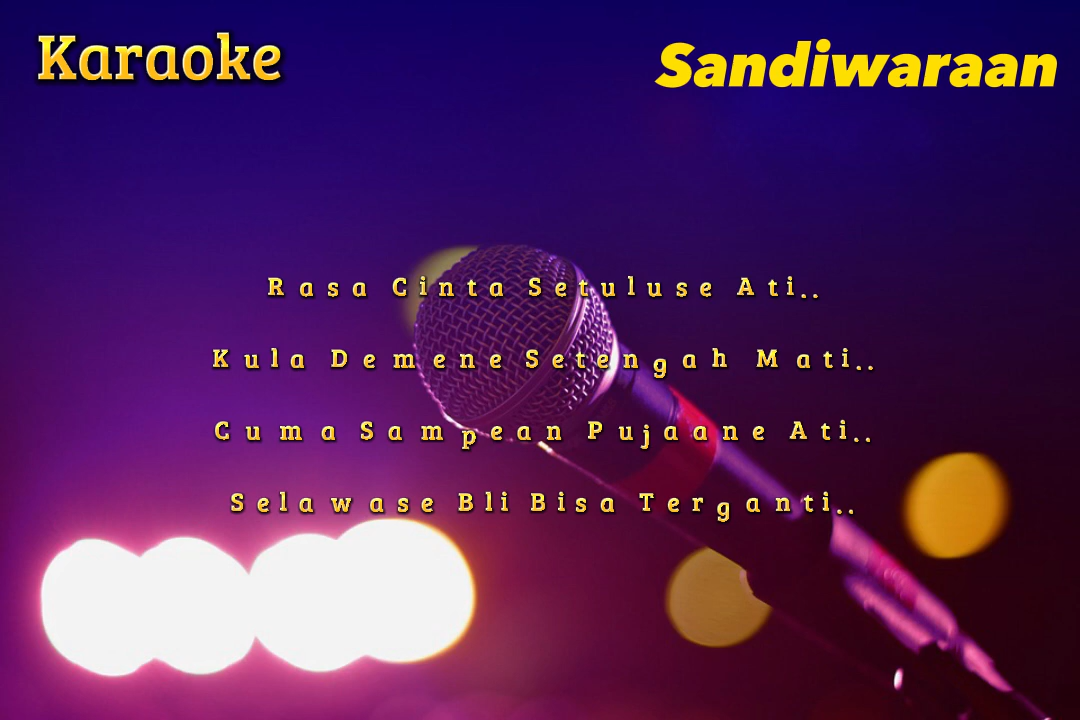 Karaoke
Sandiwaraan
Rasa Cinta Setuluse Ati..
Kula Demene Setengah Mati..
Cuma Sampean Pujaane Ati..
Selawase Bli Bisa Terganti..